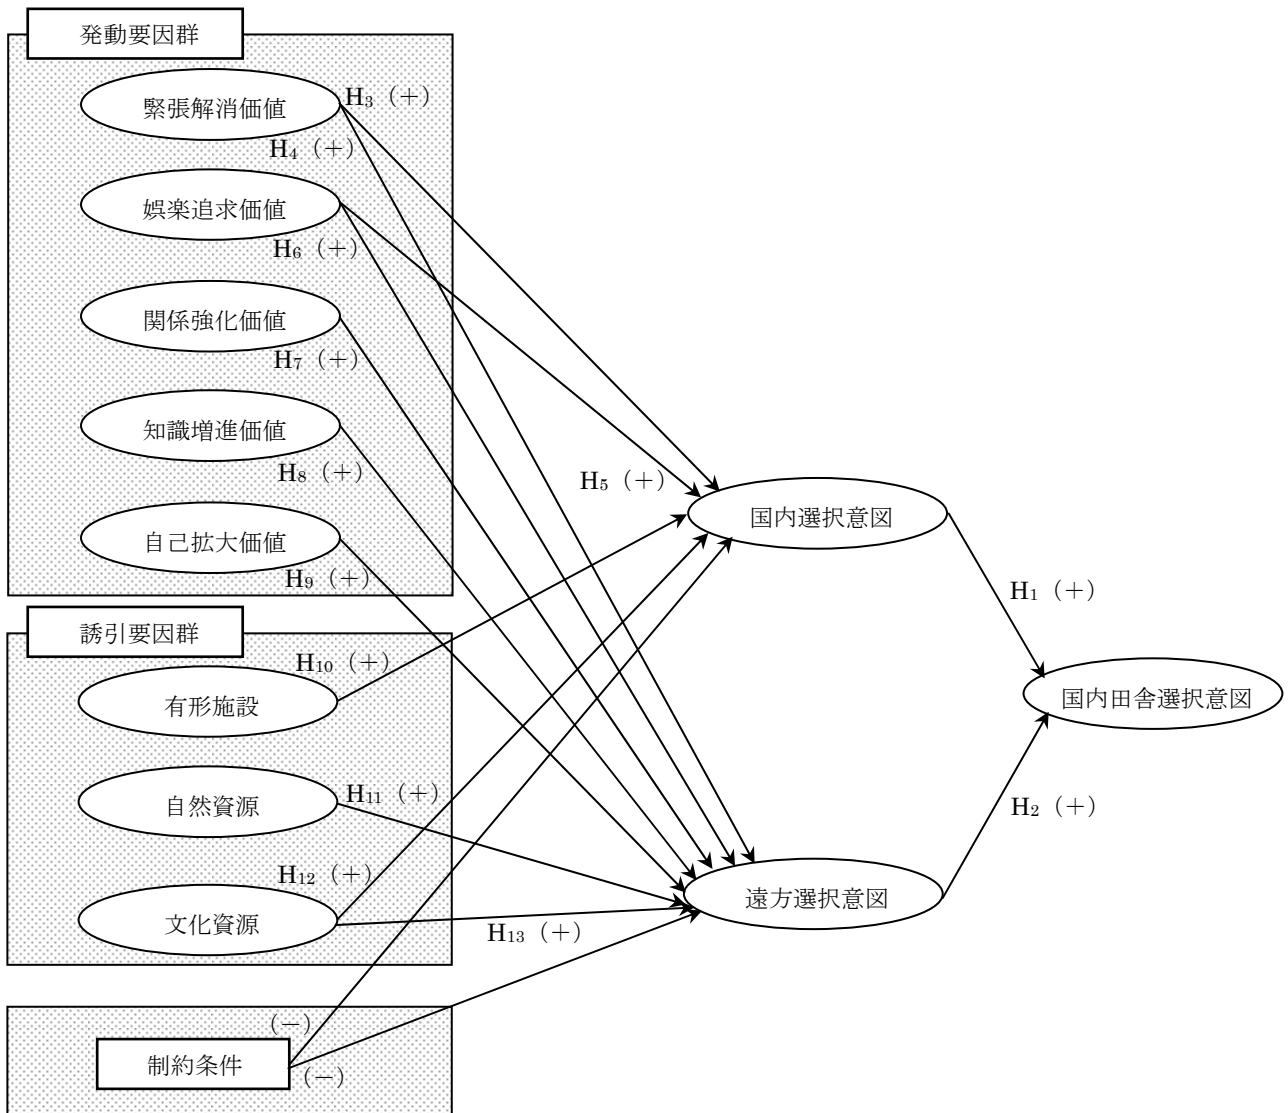 発動要因群
緊張解消価値
H3（+）
H4（+）
娯楽追求価値
H6（+）
関係強化価値
H7（+）
知識増進価値
H8（+）
H5（+）
国内選択意図
自己拡大価値
H9（+）
H1（+）
誘引要因群
H10（+）
有形施設
国内田舎選択意図
自然資源
H11（+）
H2（+）
H12（+）
文化資源
H13（+）
遠方選択意図
（－）
制約条件
（－）